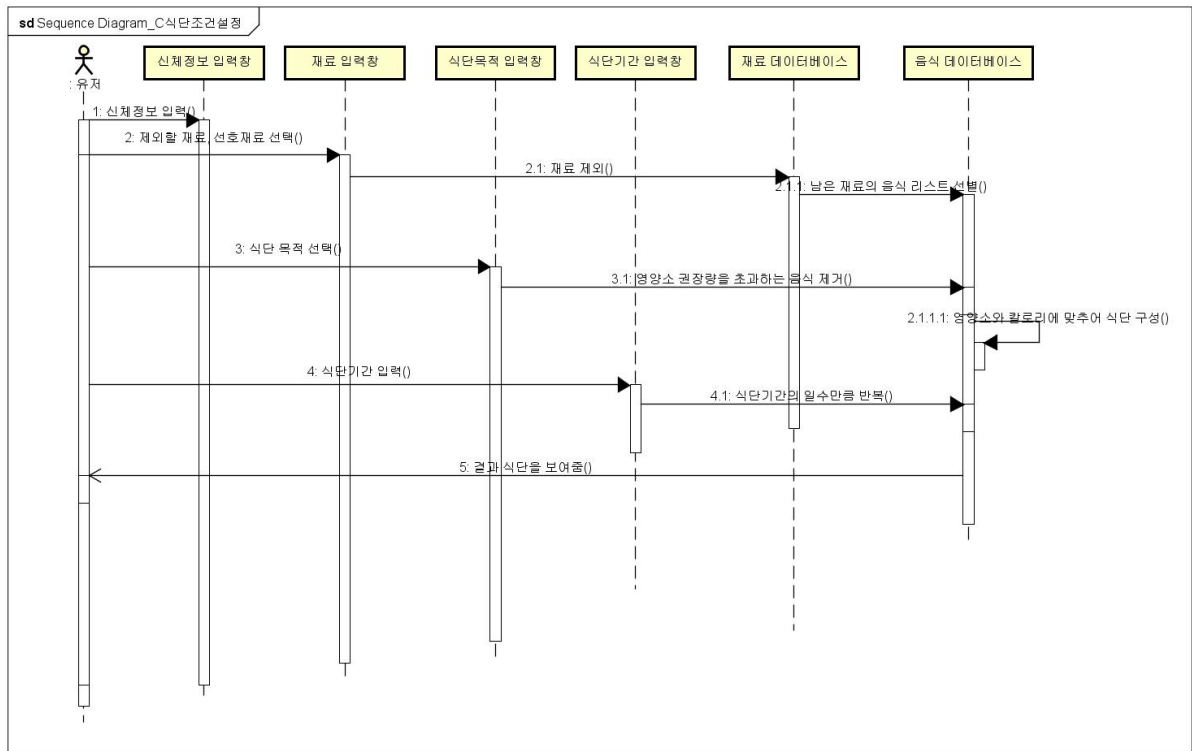 sd Sequence Diagram_C식단조건설정
: 유저
신체정보 입력창
재료 입력창
식단목적 입력창
식단기간 입력창
재료 데이터베이스
음식 데이터베이스
1: 신체정보 입력()
2: 제외할 재료, 선호재료 선택()
2.1: 재료 제외()
2.1.1: 남은 재료의 음식 리스트 선별()
3: 식단 목적 선택()
3.1: 영양소 권장량을 초과하는 음식 제거()
2.1.1.1: 영양소와 칼로리에 맞추어 식단 구성()
4: 식단기간 입력()
4.1: 식단기간의 일수만큼 반복()
5: 결과 식단을 보여줌()